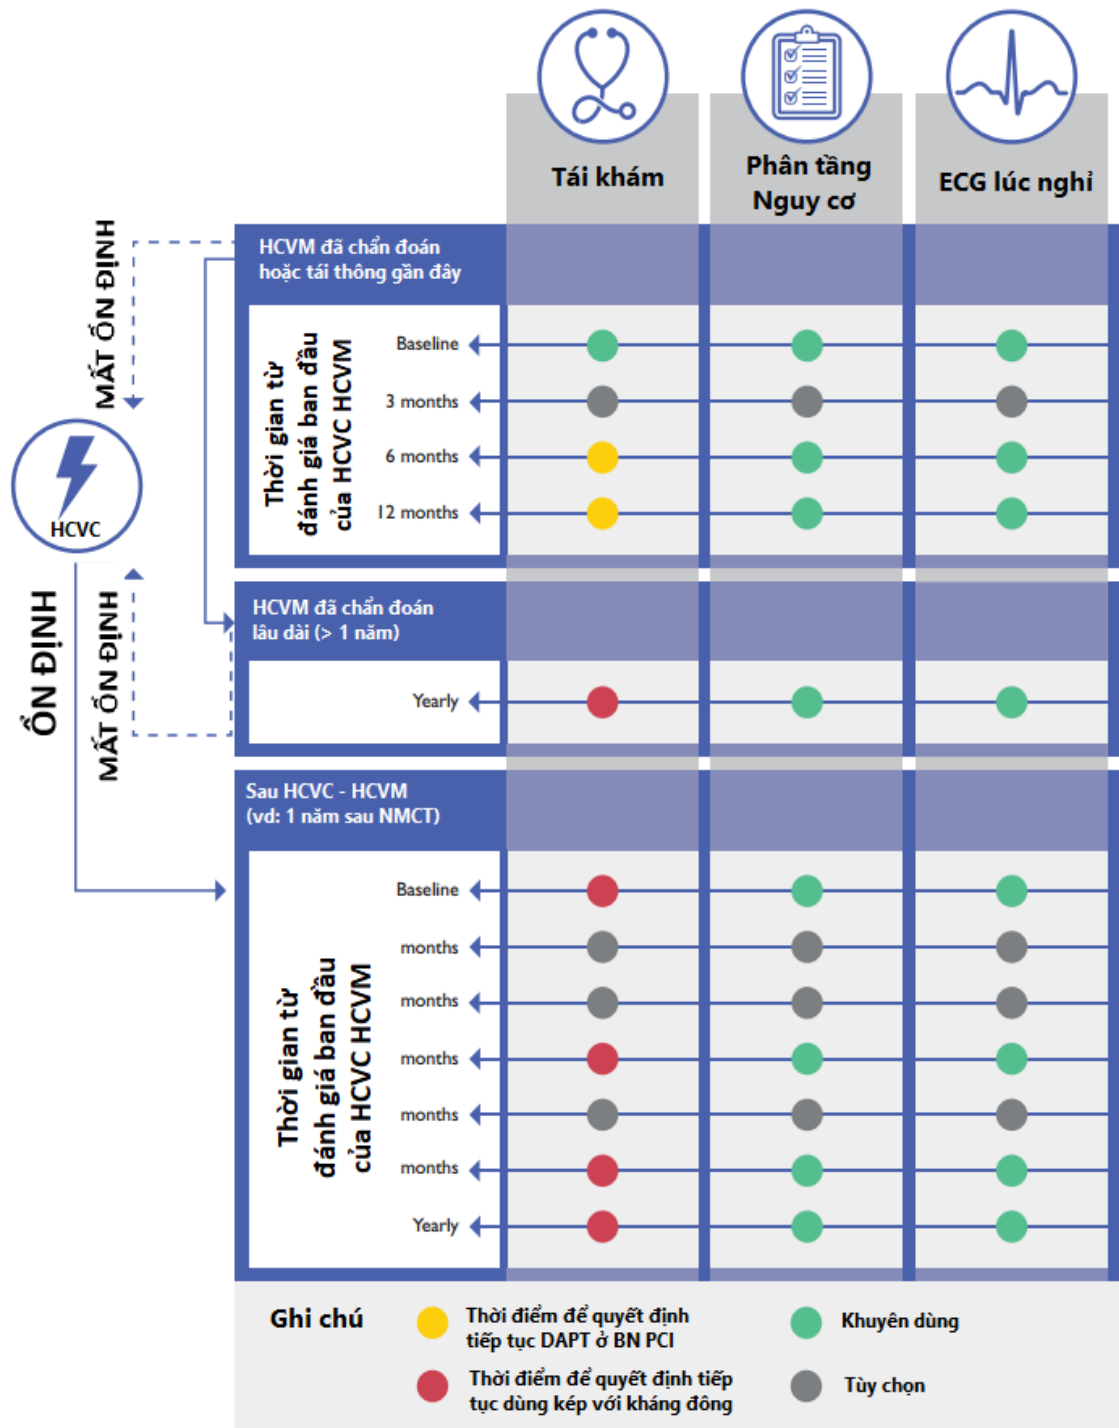 Tái khám
Phân tầng
Nguy cơ
ECG lúc nghỉ
HCVM đã chẩn đoán
hoặc tái thông gần đây
MẤT ỔN ĐỊNH
Thời gian từ
đánh giá ban đầu
của HCVC HCVM
Baseline
3 months
6 months
12 months
HCVC
ỔN ĐỊNH
MẤT ỔN ĐỊNH
HCVM đã chẩn đoán
lâu dài (> 1 năm)
Yearly
Sau HCVC - HCVM
(vd: 1 năm sau NMCT)
Thời gian từ
đánh giá ban đầu
của HCVC HCVM
Baseline
months
months
months
months
months
Yearly
Ghi chú
Thời điểm để quyết định
tiếp tục DAPT ở BN PCI
Khuyên dùng
Thời điểm để quyết định tiếp
tục dùng kép với kháng đông
Tùy chọn